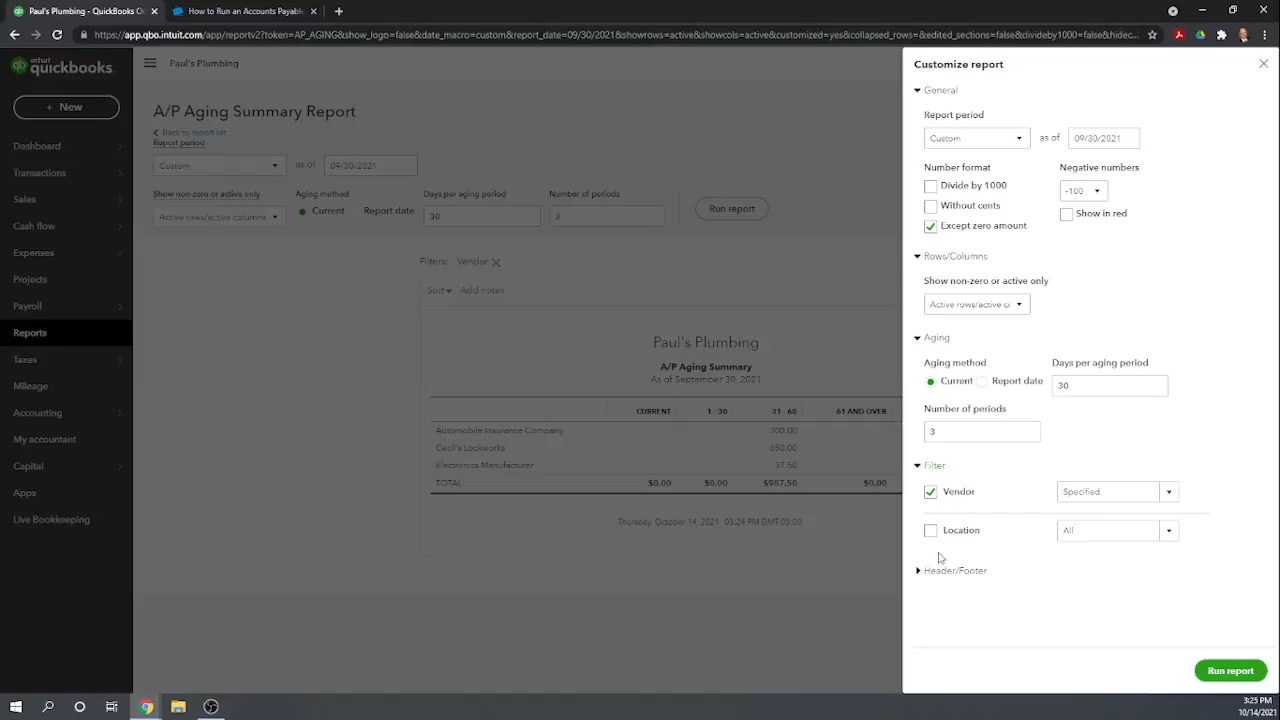 Paul's Plumbing - QuickBooks O
How to Run an Accounts Payable
https://app.qbo.intuit.com/app/reportv2?token=AP_AGING&show_logo=false&date_macro=custom&report_date=09/30/2021&showrows=active&showcols=active&customized=yes&collapsed_rows=&edited_sections=false&divideby1000=false&hidec...
intuit
quickbooks.
Paul's Plumbing
+ New
Dashboard
Transactions
Sales
Cash flow
Expenses
Projects
Payroll
Reports
Taxes
Mileage
Accounting
My accountant
Capital
Apps
Live Bookkeeping
A/P Aging Summary Report
Back to report list
Report period
Custom as of 09/30/2021
Show non-zero or active only Aging method Days per aging period Number of periods
Active rows/active columns Current Report date 30 3 Run report
Filters: Vendor
Sort Add notes
Paul's Plumbing
A/P Aging Summary
As of September 30, 2021
CURRENT 1 - 30 31 - 60 61 AND OVER
Automobile Insurance Company 300.00
Cecil's Lockworks 650.00
Electronics Manufacturer 37.50
TOTAL $0.00 $0.00 $987.50 $0.00
Thursday, October 14, 2021 03:24 PM GMT-05:00
Customize report
General
Report period
Custom as of 09/30/2021
Number format Negative numbers
Divide by 1000 -100
Without cents Show in red
Except zero amount
Rows/Columns
Show non-zero or active only
Active rows/active co
Aging
Aging method Days per aging period
Current Report date 30
Number of periods
3
Filter
Vendor Specified
Location All
Header/Footer
Run report
3:25 PM
10/14/2021